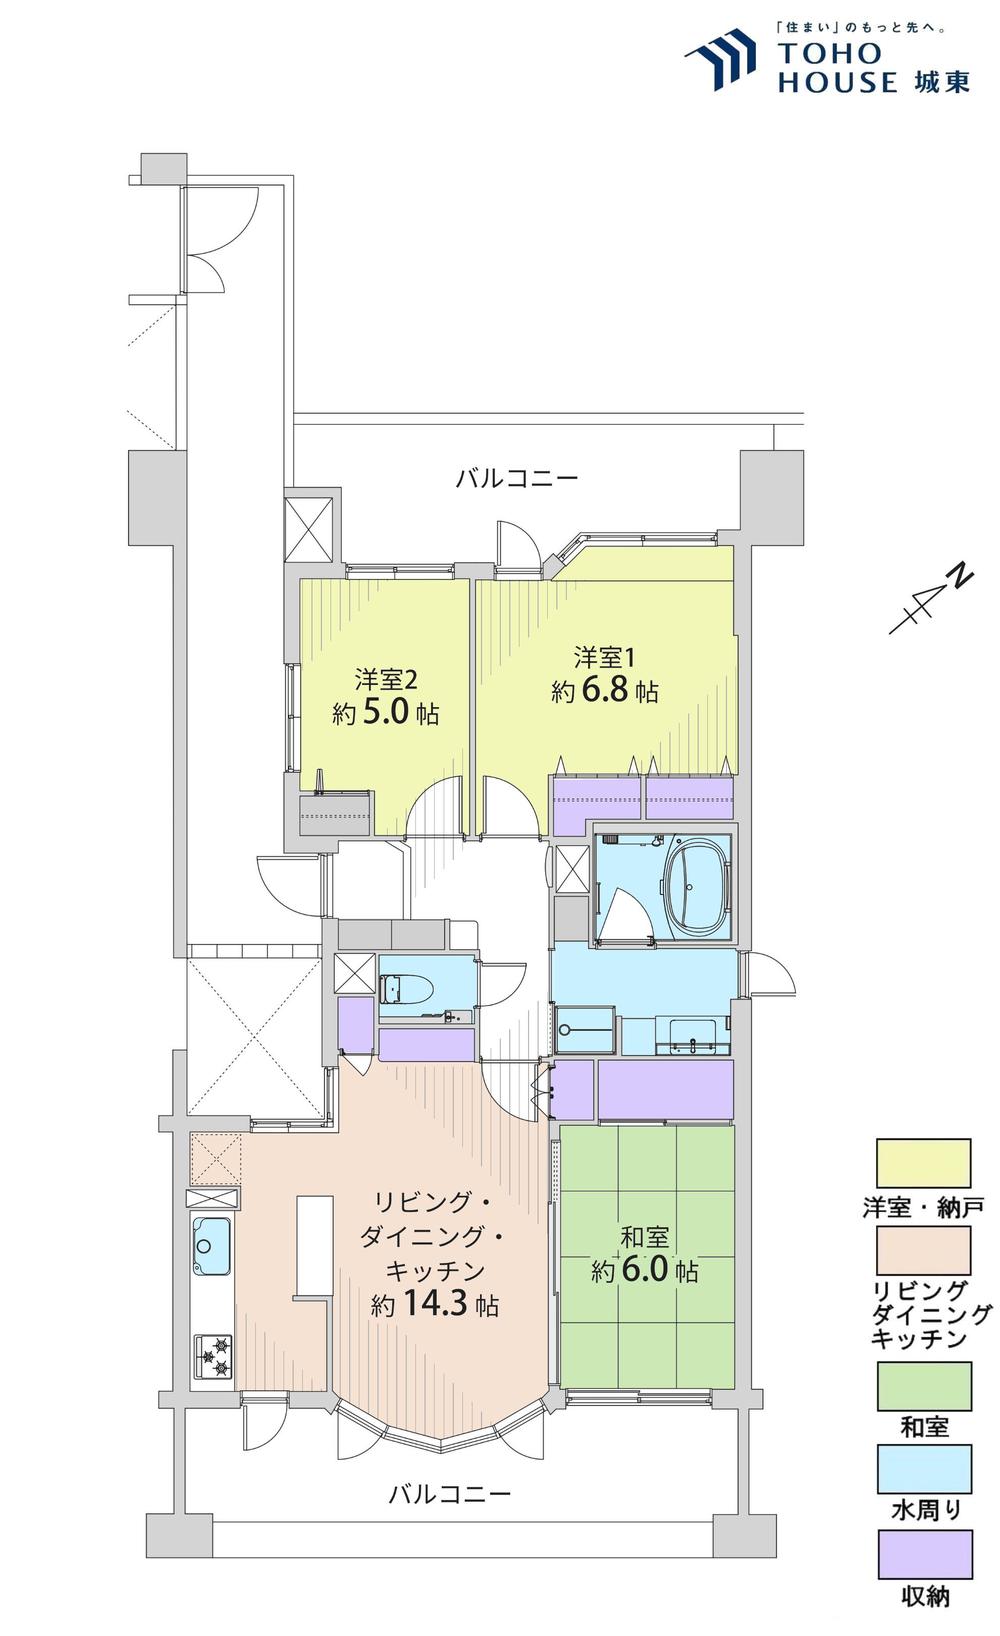 「住まい」のもっと先へ。
TOHO
HOUSE 城東
バルコニー
N
洋室1
約6.8帖
洋室2
約5.0帖
リビング・
ダイニング・
キッチン
約14.3帖
和室
約6.0帖
バルコニー
洋室・納戸
リビング
ダイニング
キッチン
和室
水周り
収納